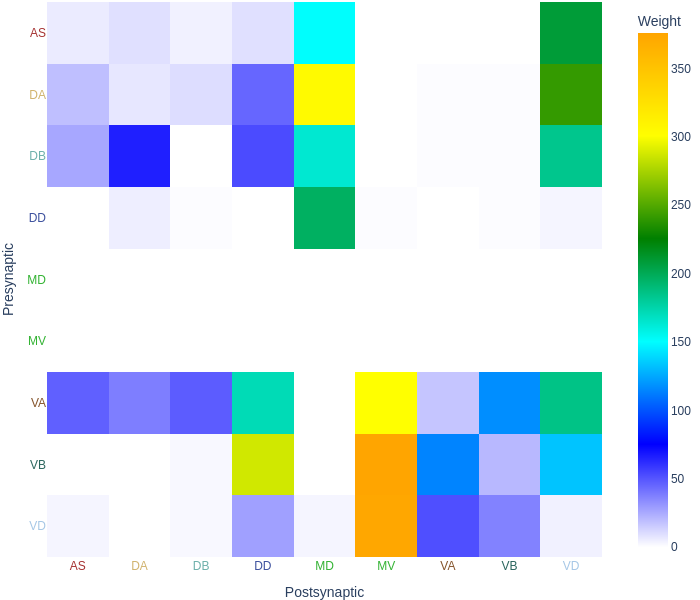 Weight
AS
DA
DB
DD
MD
MV
VA
VB
VD
Presynaptic
AS
DA
DB
DD
MD
MV
VA
VB
VD
Postsynaptic
350
300
250
200
150
100
50
0